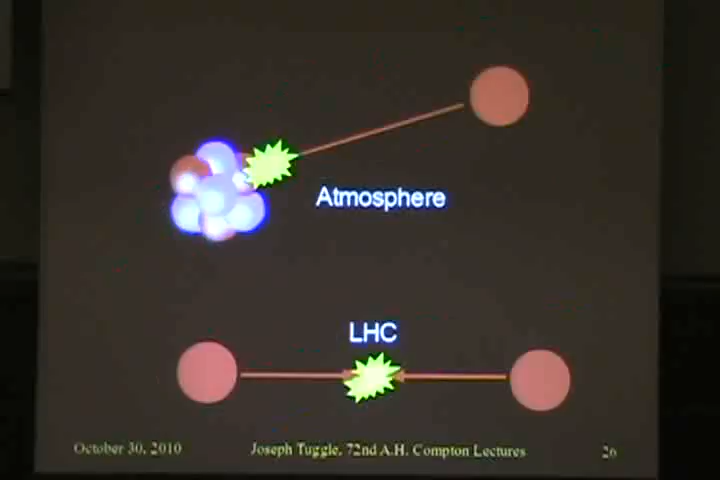 Atmosphere
LHC
October 30, 2010
Joseph Tuggle, 72nd A.H. Compton Lectures
26